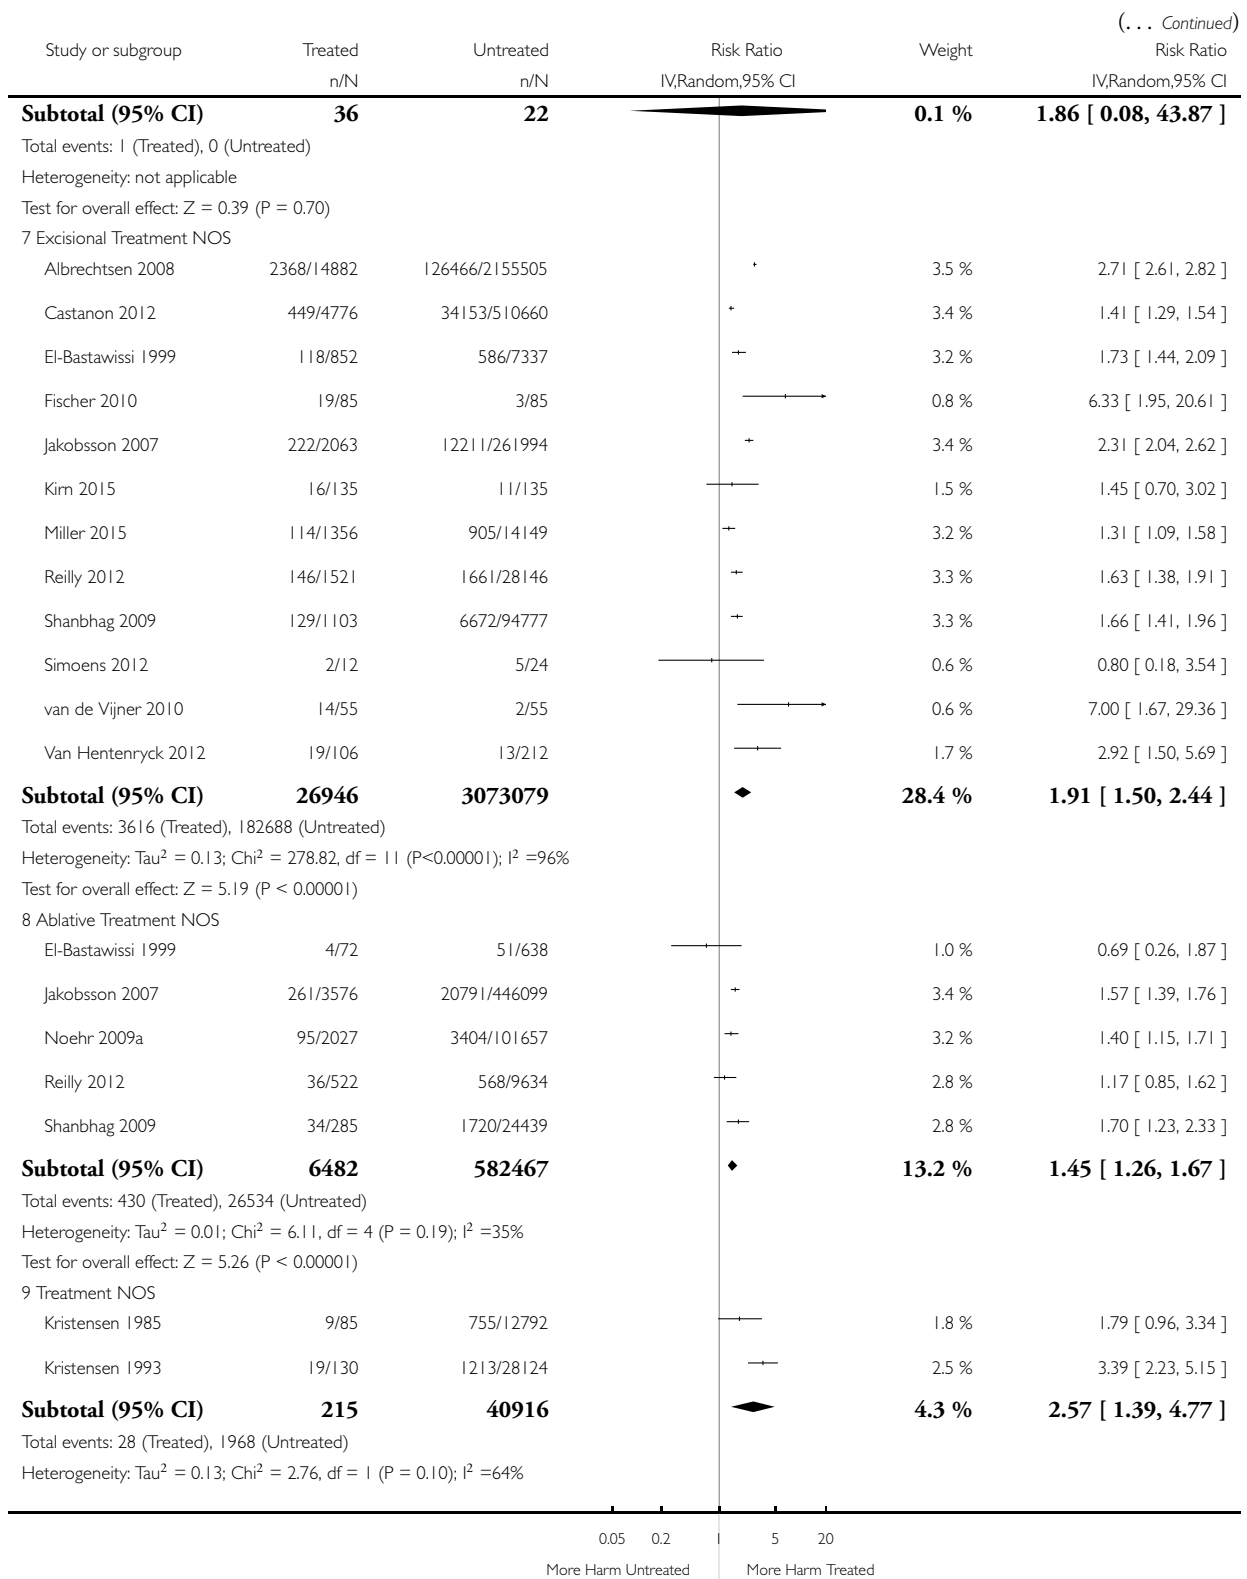 (. . . Continued)
Study or subgroup Treated Untreated Risk Ratio Weight Risk Ratio
n/N n/N IV,Random,95% CI IV,Random,95% CI
Subtotal (95% CI) 36 22 0.1 % 1.86 [ 0.08, 43.87 ]
Total events: 1 (Treated), 0 (Untreated)
Heterogeneity: not applicable
Test for overall effect: Z = 0.39 (P = 0.70)
7 Excisional Treatment NOS
Albrechtsen 2008 2368/14882 126466/2155505 3.5 % 2.71 [ 2.61, 2.82 ]
Castanon 2012 449/4776 34153/510660 3.4 % 1.41 [ 1.29, 1.54 ]
El-Bastawissi 1999 118/852 586/7337 3.2 % 1.73 [ 1.44, 2.09 ]
Fischer 2010 19/85 3/85 0.8 % 6.33 [ 1.95, 20.61 ]
Jakobsson 2007 222/2063 12211/261994 3.4 % 2.31 [ 2.04, 2.62 ]
Kirn 2015 16/135 11/135 1.5 % 1.45 [ 0.70, 3.02 ]
Miller 2015 114/1356 905/14149 3.2 % 1.31 [ 1.09, 1.58 ]
Reilly 2012 146/1521 1661/28146 3.3 % 1.63 [ 1.38, 1.91 ]
Shanbhag 2009 129/1103 6672/94777 3.3 % 1.66 [ 1.41, 1.96 ]
Simoens 2012 2/12 5/24 0.6 % 0.80 [ 0.18, 3.54 ]
van de Vijner 2010 14/55 2/55 0.6 % 7.00 [ 1.67, 29.36 ]
Van Hentenryck 2012 19/106 13/212 1.7 % 2.92 [ 1.50, 5.69 ]
Subtotal (95% CI) 26946 3073079 28.4 % 1.91 [ 1.50, 2.44 ]
Total events: 3616 (Treated), 182688 (Untreated)
Heterogeneity: Tau² = 0.13; Chi² = 278.82, df = 11 (P<0.00001); I² =96%
Test for overall effect: Z = 5.19 (P < 0.00001)
8 Ablative Treatment NOS
El-Bastawissi 1999 4/72 51/638 1.0 % 0.69 [ 0.26, 1.87 ]
Jakobsson 2007 261/3576 20791/446099 3.4 % 1.57 [ 1.39, 1.76 ]
Noehr 2009a 95/2027 3404/101657 3.2 % 1.40 [ 1.15, 1.71 ]
Reilly 2012 36/522 568/9634 2.8 % 1.17 [ 0.85, 1.62 ]
Shanbhag 2009 34/285 1720/24439 2.8 % 1.70 [ 1.23, 2.33 ]
Subtotal (95% CI) 6482 582467 13.2 % 1.45 [ 1.26, 1.67 ]
Total events: 430 (Treated), 26534 (Untreated)
Heterogeneity: Tau² = 0.01; Chi² = 6.11, df = 4 (P = 0.19); I² =35%
Test for overall effect: Z = 5.26 (P < 0.00001)
9 Treatment NOS
Kristensen 1985 9/85 755/12792 1.8 % 1.79 [ 0.96, 3.34 ]
Kristensen 1993 19/130 1213/28124 2.5 % 3.39 [ 2.23, 5.15 ]
Subtotal (95% CI) 215 40916 4.3 % 2.57 [ 1.39, 4.77 ]
Total events: 28 (Treated), 1968 (Untreated)
Heterogeneity: Tau² = 0.13; Chi² = 2.76, df = 1 (P = 0.10); I² =64%
0.05 0.2 1 5 20
More Harm Untreated More Harm Treated